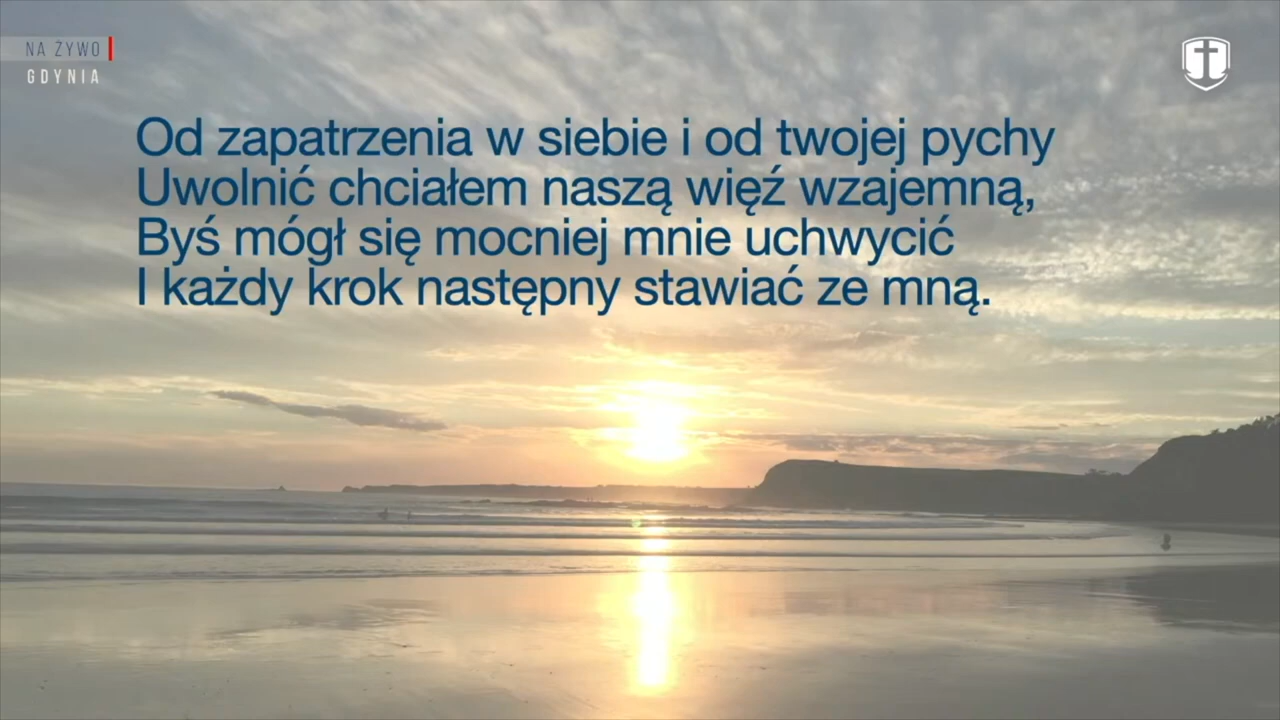 NA ŻYWO
GDYNIA
Od zapatrzenia w siebie i od twojej pychy
Uwolnić chciałem naszą więź wzajemną,
Byś mógł się mocniej mnie uchwycić
I każdy krok następny stawiać ze mną.